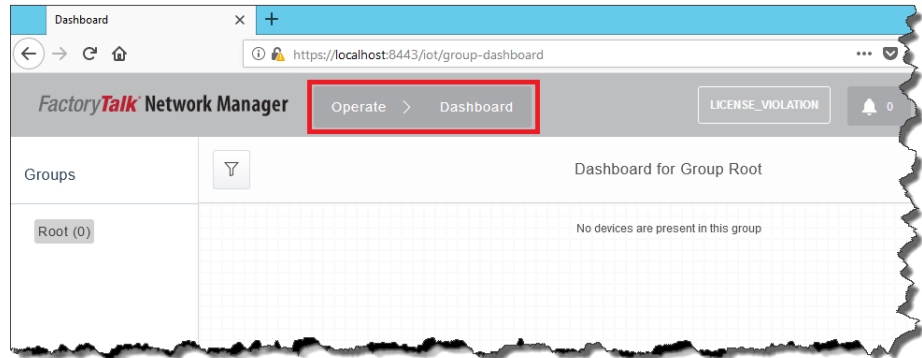 Dashboard
https://localhost:8443/iot/group-dashboard
FactoryTalk Network Manager
Operate > Dashboard
LICENSE_VIOLATION
0
Groups
Dashboard for Group Root
Root (0)
No devices are present in this group